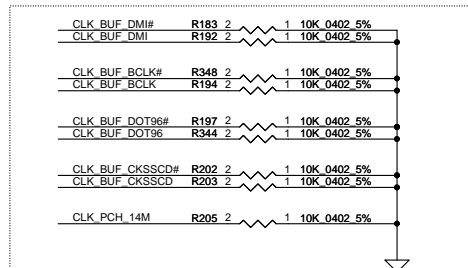 CLK_BUF_DMI# R183 2 1 10K_0402_5%
CLK_BUF_DMI R192 2 1 10K_0402_5%
CLK_BUF_BCLK# R348 2 1 10K_0402_5%
CLK_BUF_BCLK R194 2 1 10K_0402_5%
CLK_BUF_DOT96# R197 2 1 10K_0402_5%
CLK_BUF_DOT96 R344 2 1 10K_0402_5%
CLK_BUF_CKSSCD# R202 2 1 10K_0402_5%
CLK_BUF_CKSSCD R203 2 1 10K_0402_5%
CLK_PCH_14M R205 2 1 10K_0402_5%